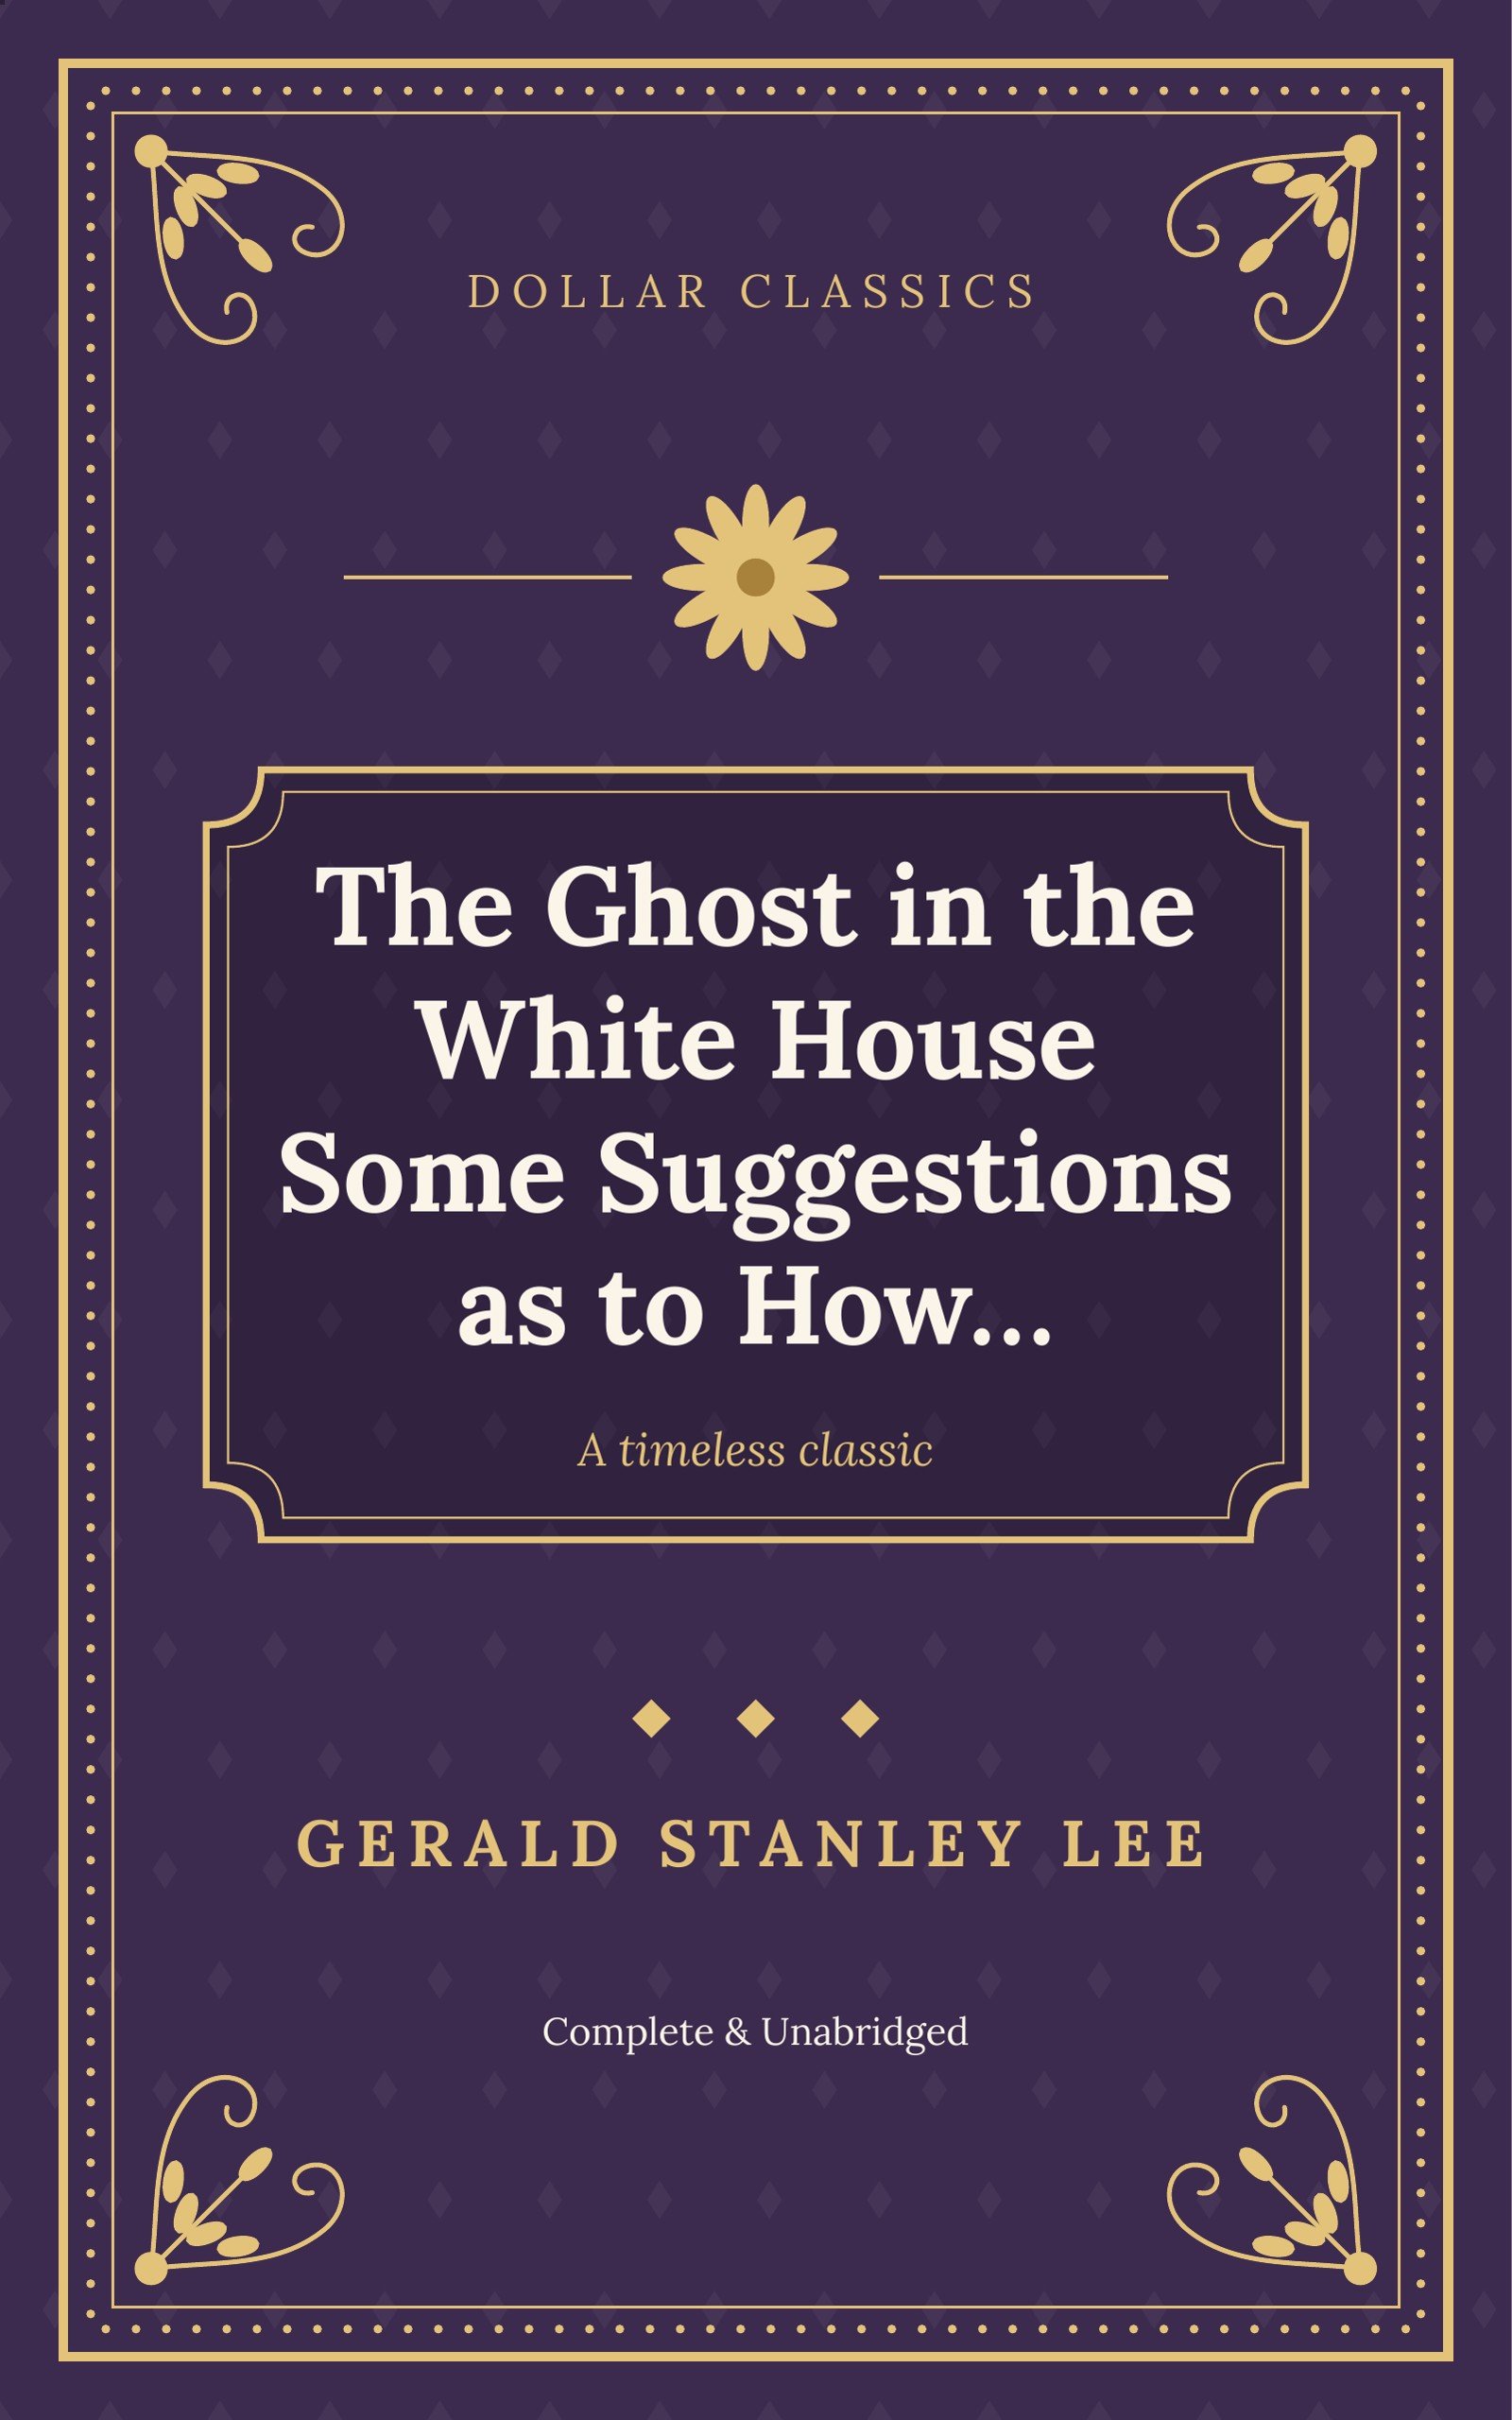 DOLLAR CLASSICS
The Ghost in the
White House
Some Suggestions
as to How...
A timeless classic
GERALD STANLEY LEE
Complete & Unabridged